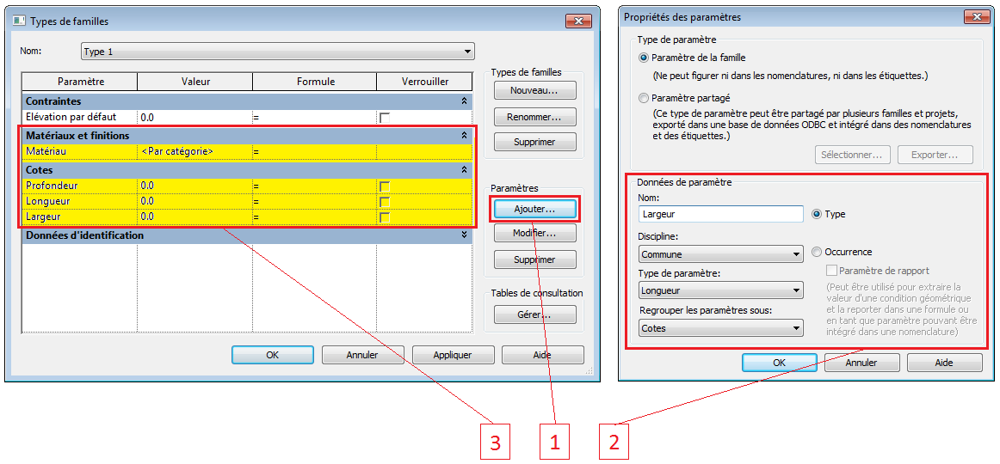 Types de familles
Nom:
Type 1
Paramètre Valeur Formule Verrouiller
Contraintes
Elévation par défaut 0.0 =
Matériaux et finitions
Matériau <Par catégorie> =
Cotes
Profondeur 0.0 =
Longueur 0.0 =
Largeur 0.0 =
Données d'identification
Types de familles
Nouveau...
Renommer...
Supprimer
Paramètres
Ajouter...
Modifier...
Supprimer
Tables de consultation
Gérer...
OK Annuler Appliquer Aide
Propriétés des paramètres
Type de paramètre
Paramètre de la famille
(Ne peut figurer ni dans les nomenclatures, ni dans les étiquettes.)
Paramètre partagé
(Ce type de paramètre peut être partagé par plusieurs familles et projets,
exporté dans une base de données ODBC et intégré dans des nomenclatures
et des étiquettes.)
Sélectionner... Exporter...
Données de paramètre
Nom:
Largeur
Type
Discipline:
Commune
Occurrence
Type de paramètre:
Longueur
Paramètre de rapport
(Peut être utilisé pour extraire la
valeur d'une condition géométrique
et la reporter dans une formule ou
en tant que paramètre pouvant être
intégré dans une nomenclature)
Regrouper les paramètres sous:
Cotes
OK Annuler Aide
3 1 2